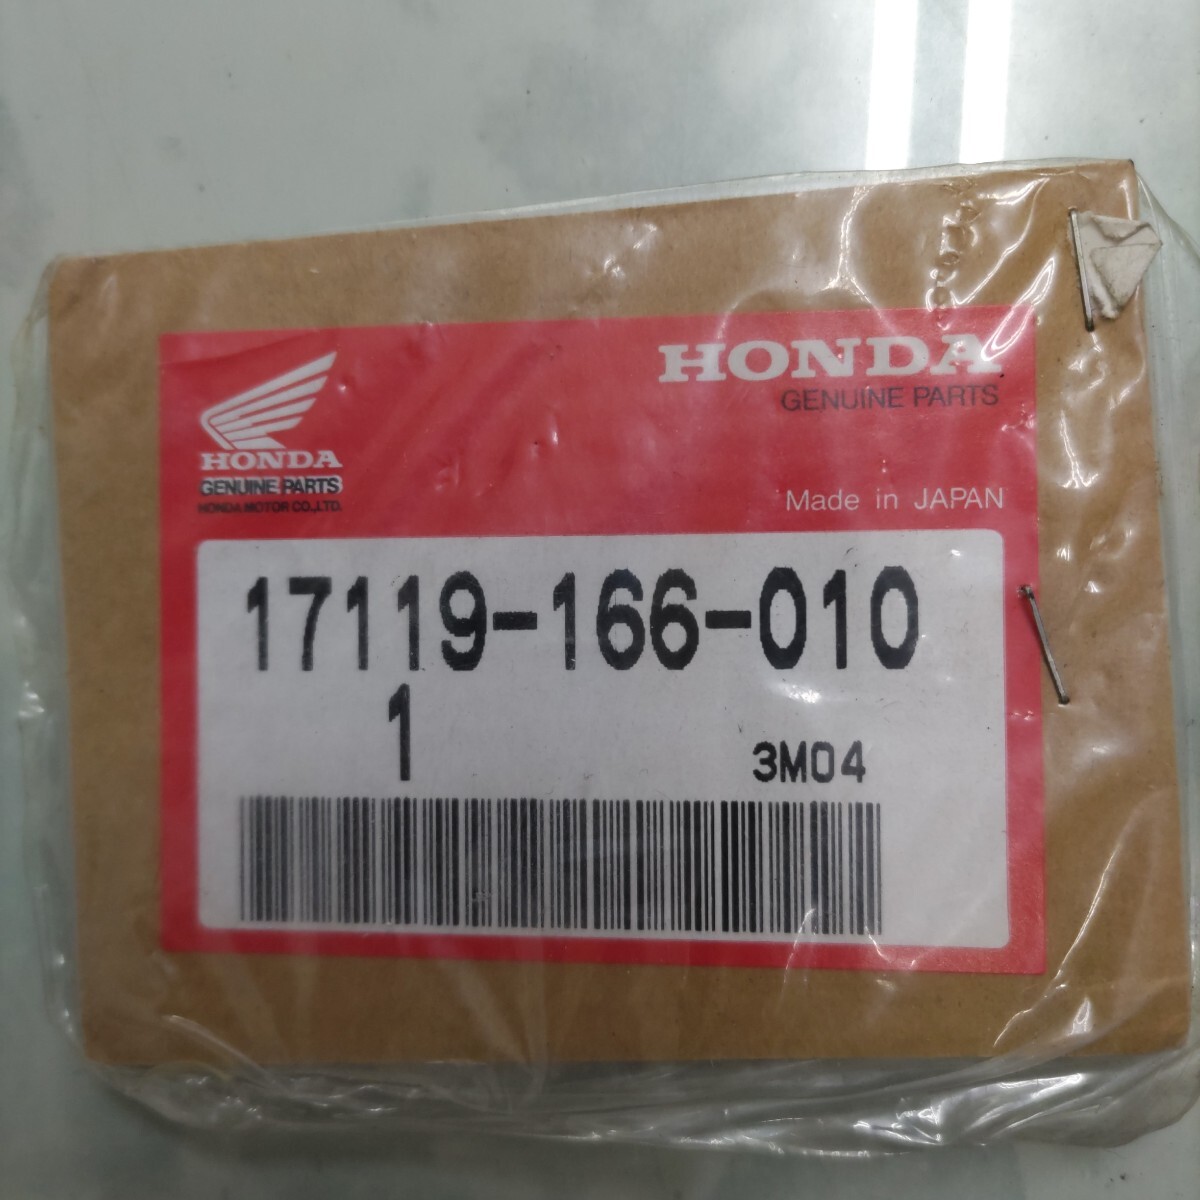 HONDA
GENUINE PARTS
HONDA
GENUINE PARTS
HONDA MOTOR CO.,LTD.
Made in JAPAN
17119-166-010
1
3M04